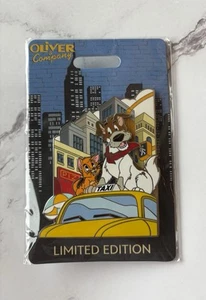 OLIVER
& Company
TAXI
LIMITED EDITION